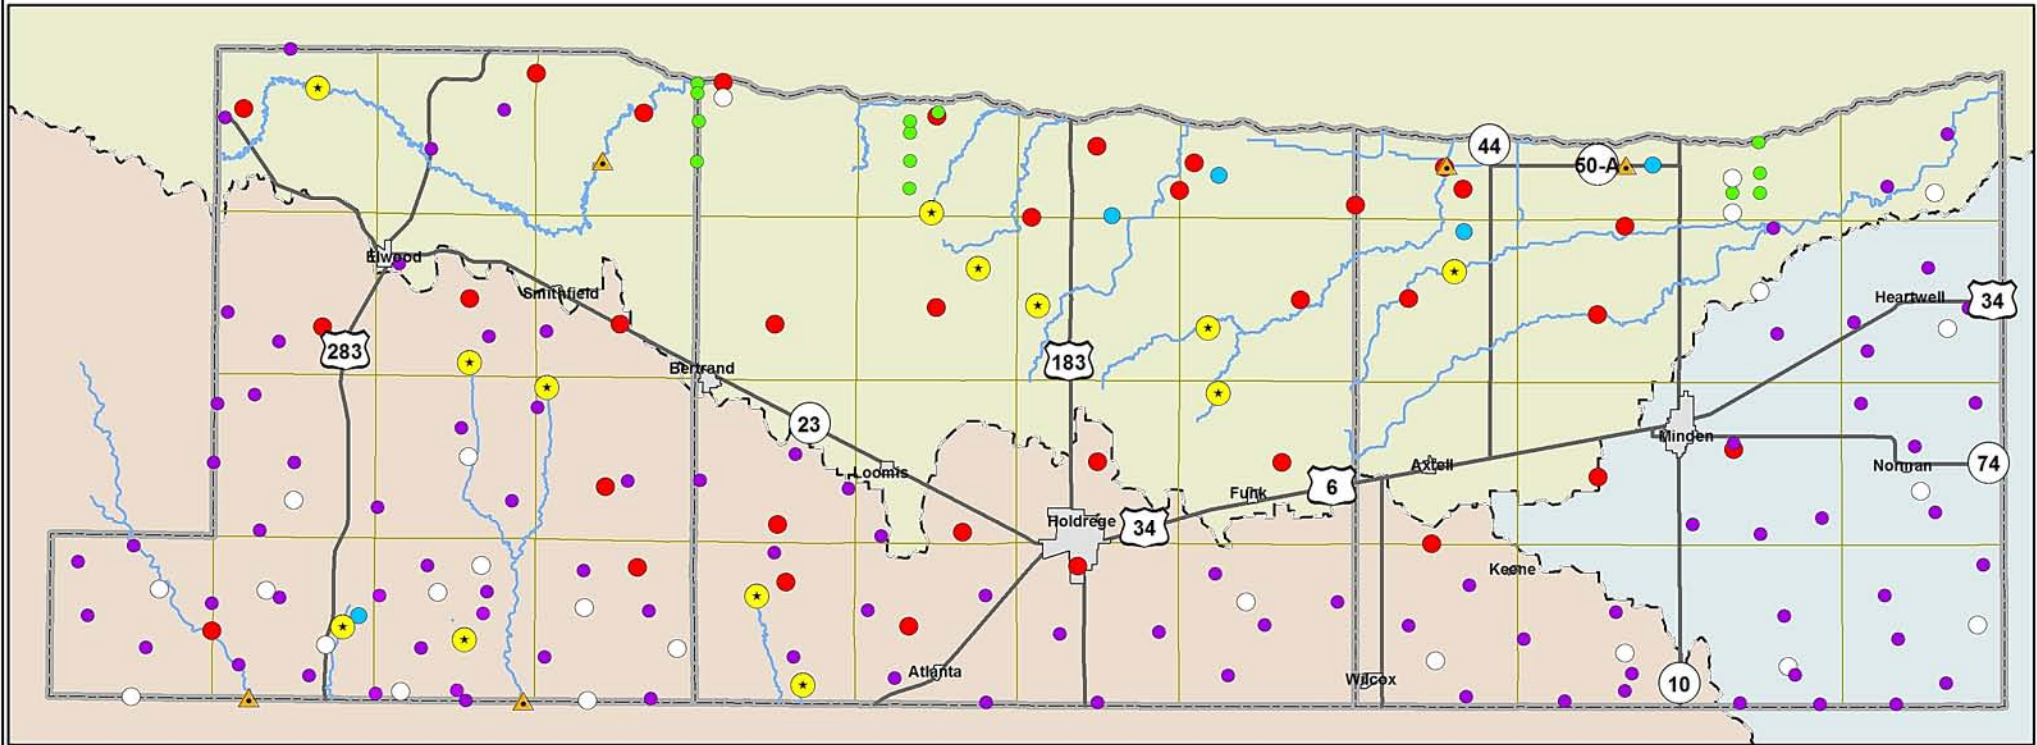 44
50-A
Elwood
Smithfield
Heartwell
34
283
183
Bertrand
23
Minden
Loomis
Axtell
Norman
74
Funk
6
Holdrege
34
Keene
Atlanta
Wilcox
10